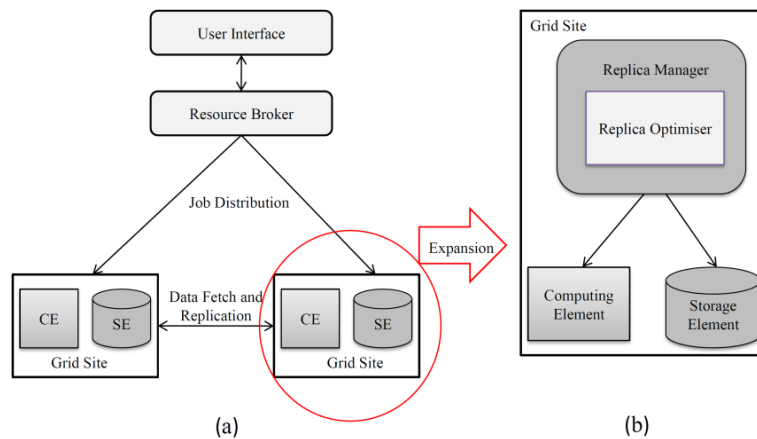 User Interface
Resource Broker
Job Distribution
CE
SE
Grid Site
Data Fetch and
Replication
CE
SE
Grid Site
Expansion
(a)
Grid Site
Replica Manager
Replica Optimiser
Computing
Element
Storage
Element
(b)